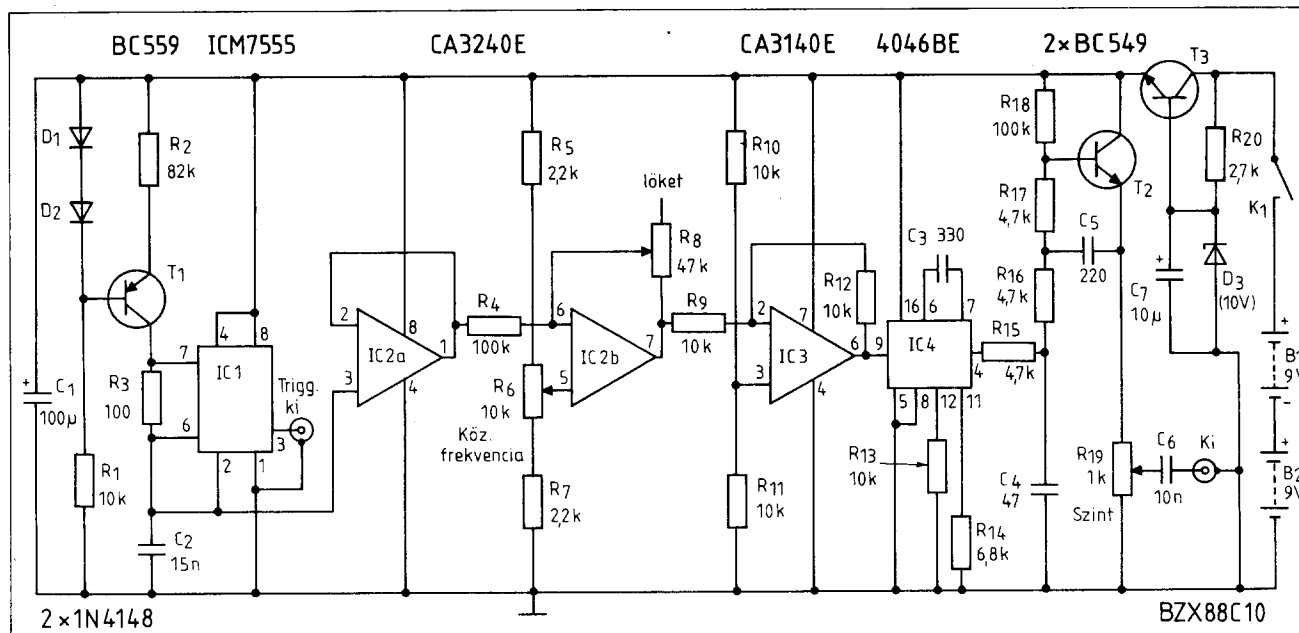 BC559 ICM7555 CA3240E CA3140E 4046BE 2×BC549
T3
D1
R2
82k
R5
2,2k
R10
10k
R18
100k
R20
2,7k
K1
D2
löket
T2
R17
4,7k
C5
220
T1
R8
47k
C3 330
R12
10k
R16
4,7k
+
C7
10µ
D3
(10V)
4 8
2
8
R4
100k
6
R9
10k
2
7
16 6 7
7
IC1
IC2a
1
IC2b
7
IC3
6
9
IC4
4
R15
4,7k
+
B1
9V
-
+
C1
100µ
R3
100
6
Trigg.
ki
3
3
4
R6
10k
5
3
4
5 8 12 11
2 1
Köz.
frekvencia
R13
10k
R19
1k
C6
10n
Ki
+
B2
9V
R1
10k
R7
2,2k
R11
10k
C4
47
Szint
C2
15n
R14
6,8k
2×1N4148
BZX88C10